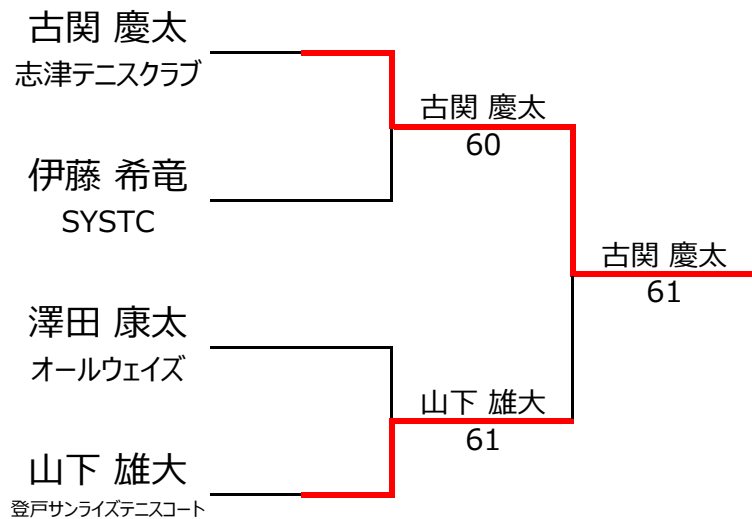 古関 慶太
志津テニスクラブ
古関 慶太
60
伊藤 希竜
SYSTC
古関 慶太
61
澤田 康太
オールウェイズ
山下 雄大
61
山下 雄大
登戸サンライズテニスコート